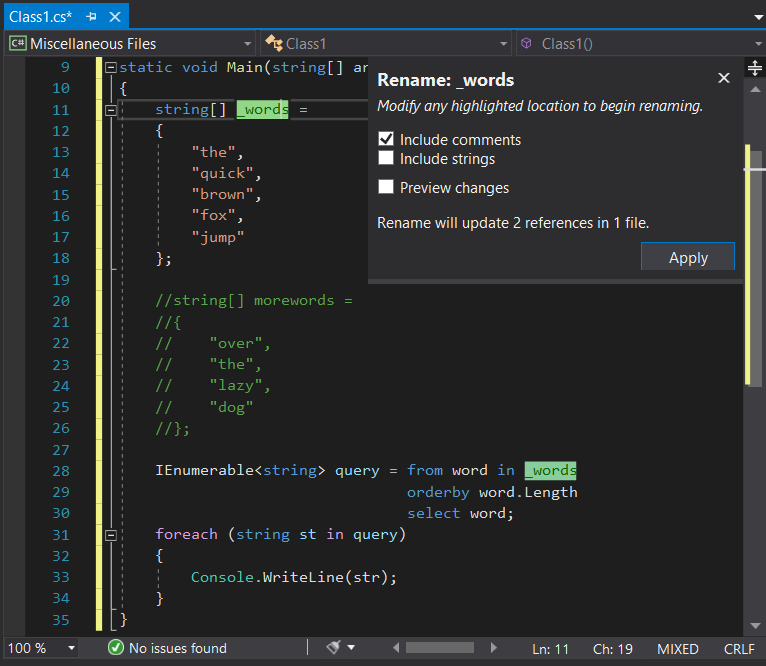 Class1.cs*
C# Miscellaneous Files
Class1
Class1()
9 static void Main(string[] ar
10 {
11 string[] _words =
12 {
13 "the",
14 "quick",
15 "brown",
16 "fox",
17 "jump"
18 };
19
20 //string[] morewords =
21 //{
22 // "over",
23 // "the",
24 // "lazy",
25 // "dog"
26 //};
27
28 IEnumerable<string> query = from word in _words
29 orderby word.Length
30 select word;
31 foreach (string st in query)
32 {
33 Console.WriteLine(str);
34 }
35 }
Rename: _words
Modify any highlighted location to begin renaming.
Include comments
Include strings
Preview changes
Rename will update 2 references in 1 file.
Apply
100 %
No issues found
Ln: 11
Ch: 19
MIXED
CRLF